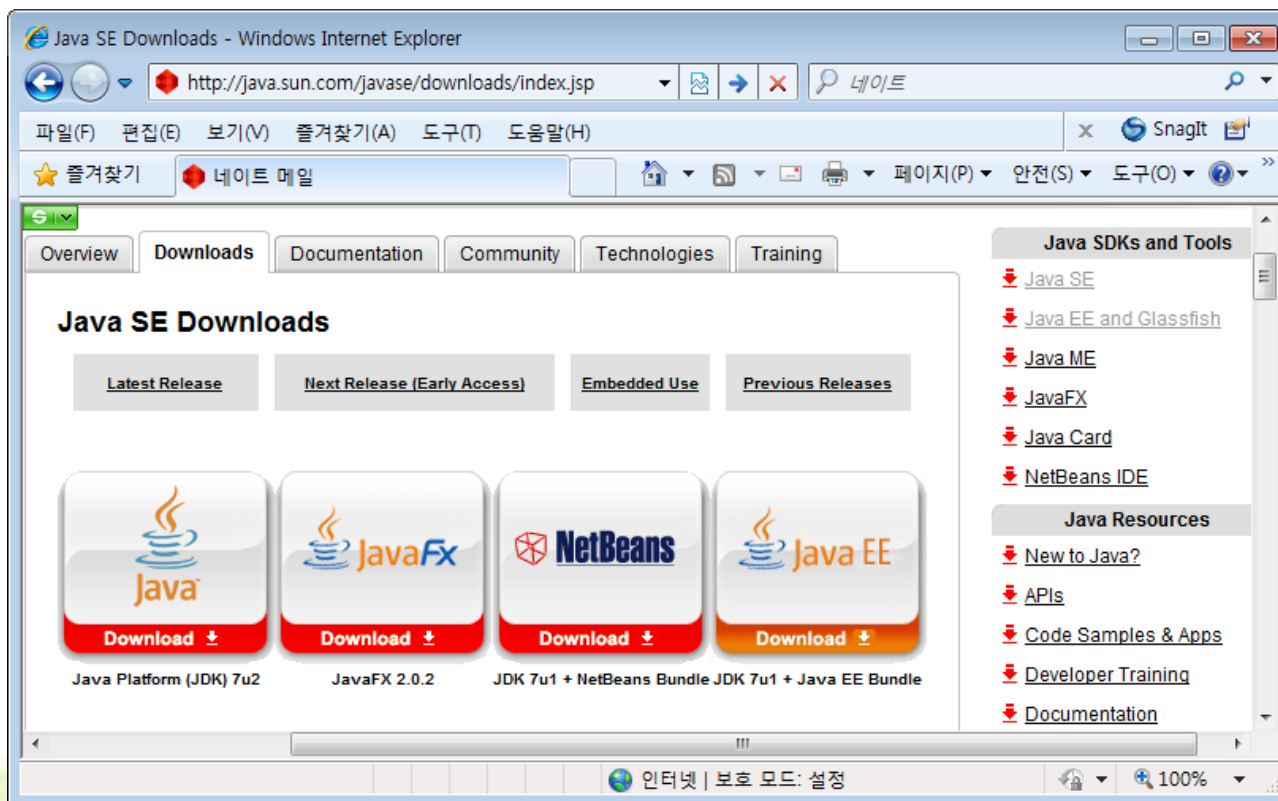 Java SE Downloads - Windows Internet Explorer
http://java.sun.com/javase/downloads/index.jsp
네이트
파일(F) 편집(E) 보기(V) 즐겨찾기(A) 도구(T) 도움말(H)
x SnagIt
즐겨찾기
네이트 메일
페이지(P) 안전(S) 도구(O)
Overview Downloads Documentation Community Technologies Training
Java SE Downloads
Latest Release Next Release (Early Access) Embedded Use Previous Releases
Java
JavaFx
NetBeans
Java EE
Download Download Download Download
Java Platform (JDK) 7u2 JavaFX 2.0.2 JDK 7u1 + NetBeans Bundle JDK 7u1 + Java EE Bundle
Java SDKs and Tools
Java SE
Java EE and Glassfish
Java ME
JavaFX
Java Card
NetBeans IDE
Java Resources
New to Java?
APIs
Code Samples & Apps
Developer Training
Documentation
인터넷 | 보호 모드: 설정
100%